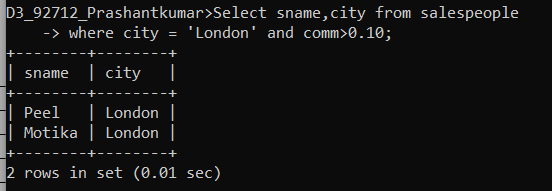 D3_92712_Prashantkumar>Select sname,city from salespeople
    -> where city = 'London' and comm>0.10;
+--------+--------+
| sname  | city   |
+--------+--------+
| Peel   | London |
| Motika | London |
+--------+--------+
2 rows in set (0.01 sec)